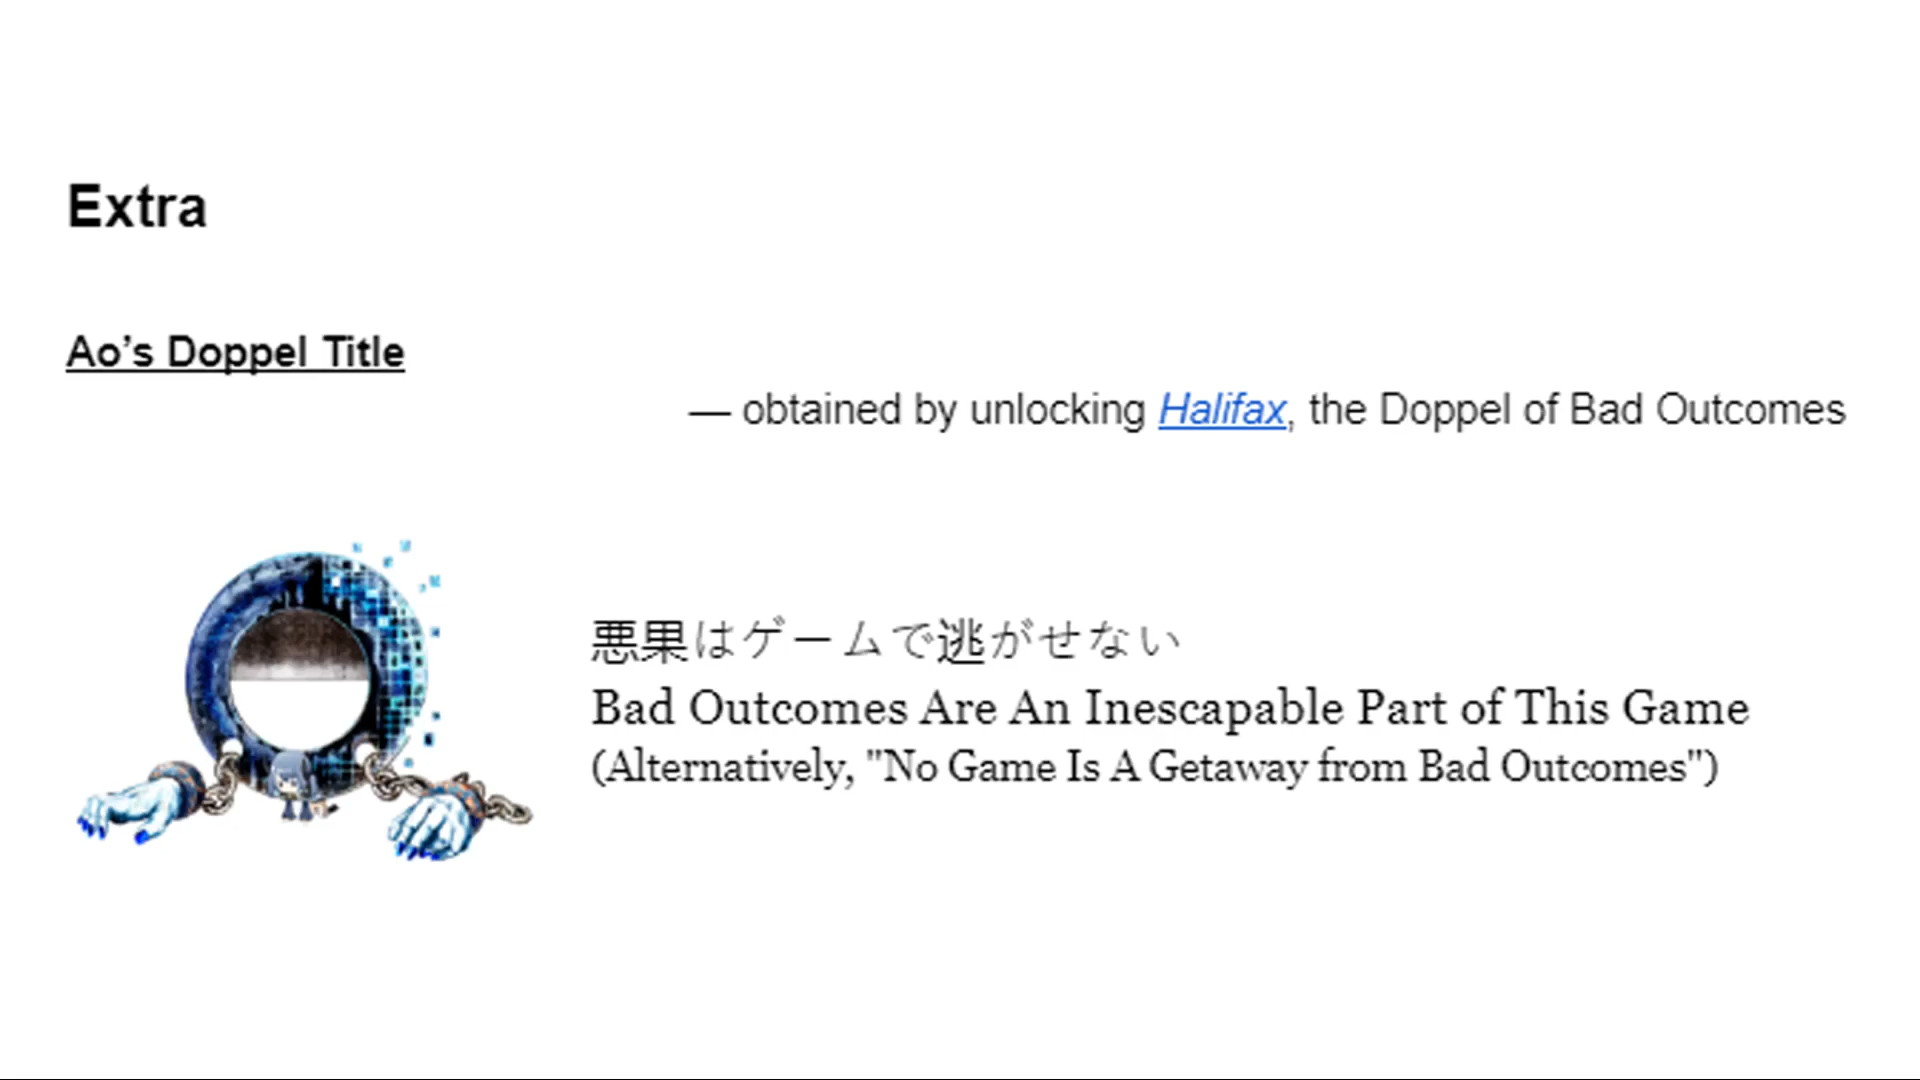 Extra
Ao’s Doppel Title
— obtained by unlocking Halifax, the Doppel of Bad Outcomes
悪果はゲームで逃がせない
Bad Outcomes Are An Inescapable Part of This Game
(Alternatively, "No Game Is A Getaway from Bad Outcomes")